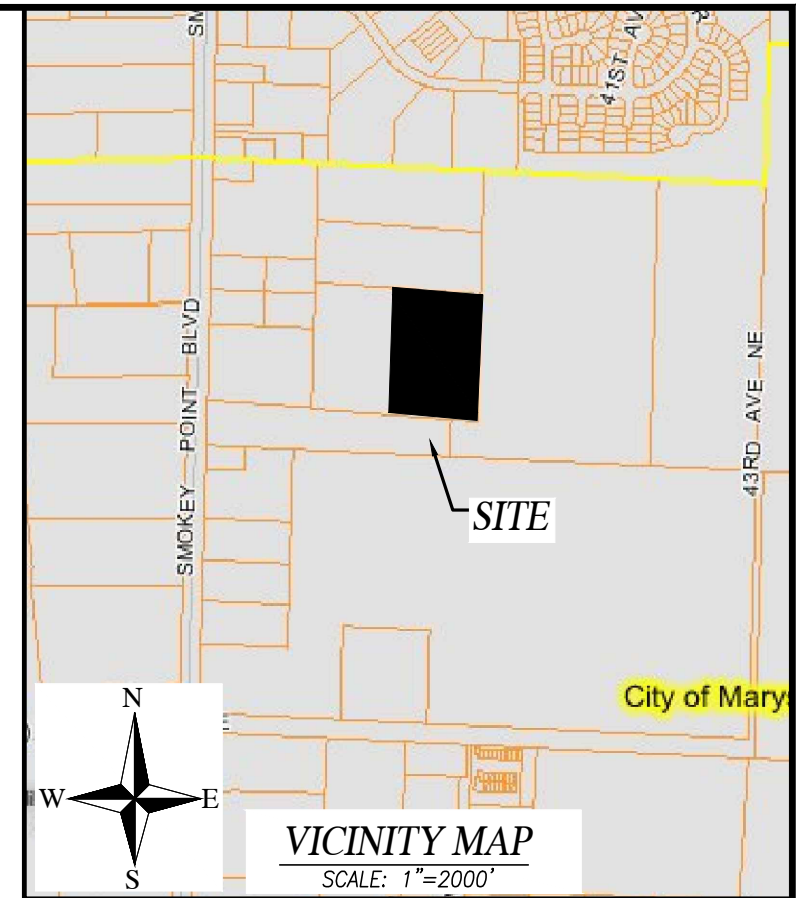 SM
41ST AV
SMOKEY POINT BLVD
43RD AVE NE
SITE
City of Marys
N
W
E
S
E
VICINITY MAP
SCALE: 1"=2000'